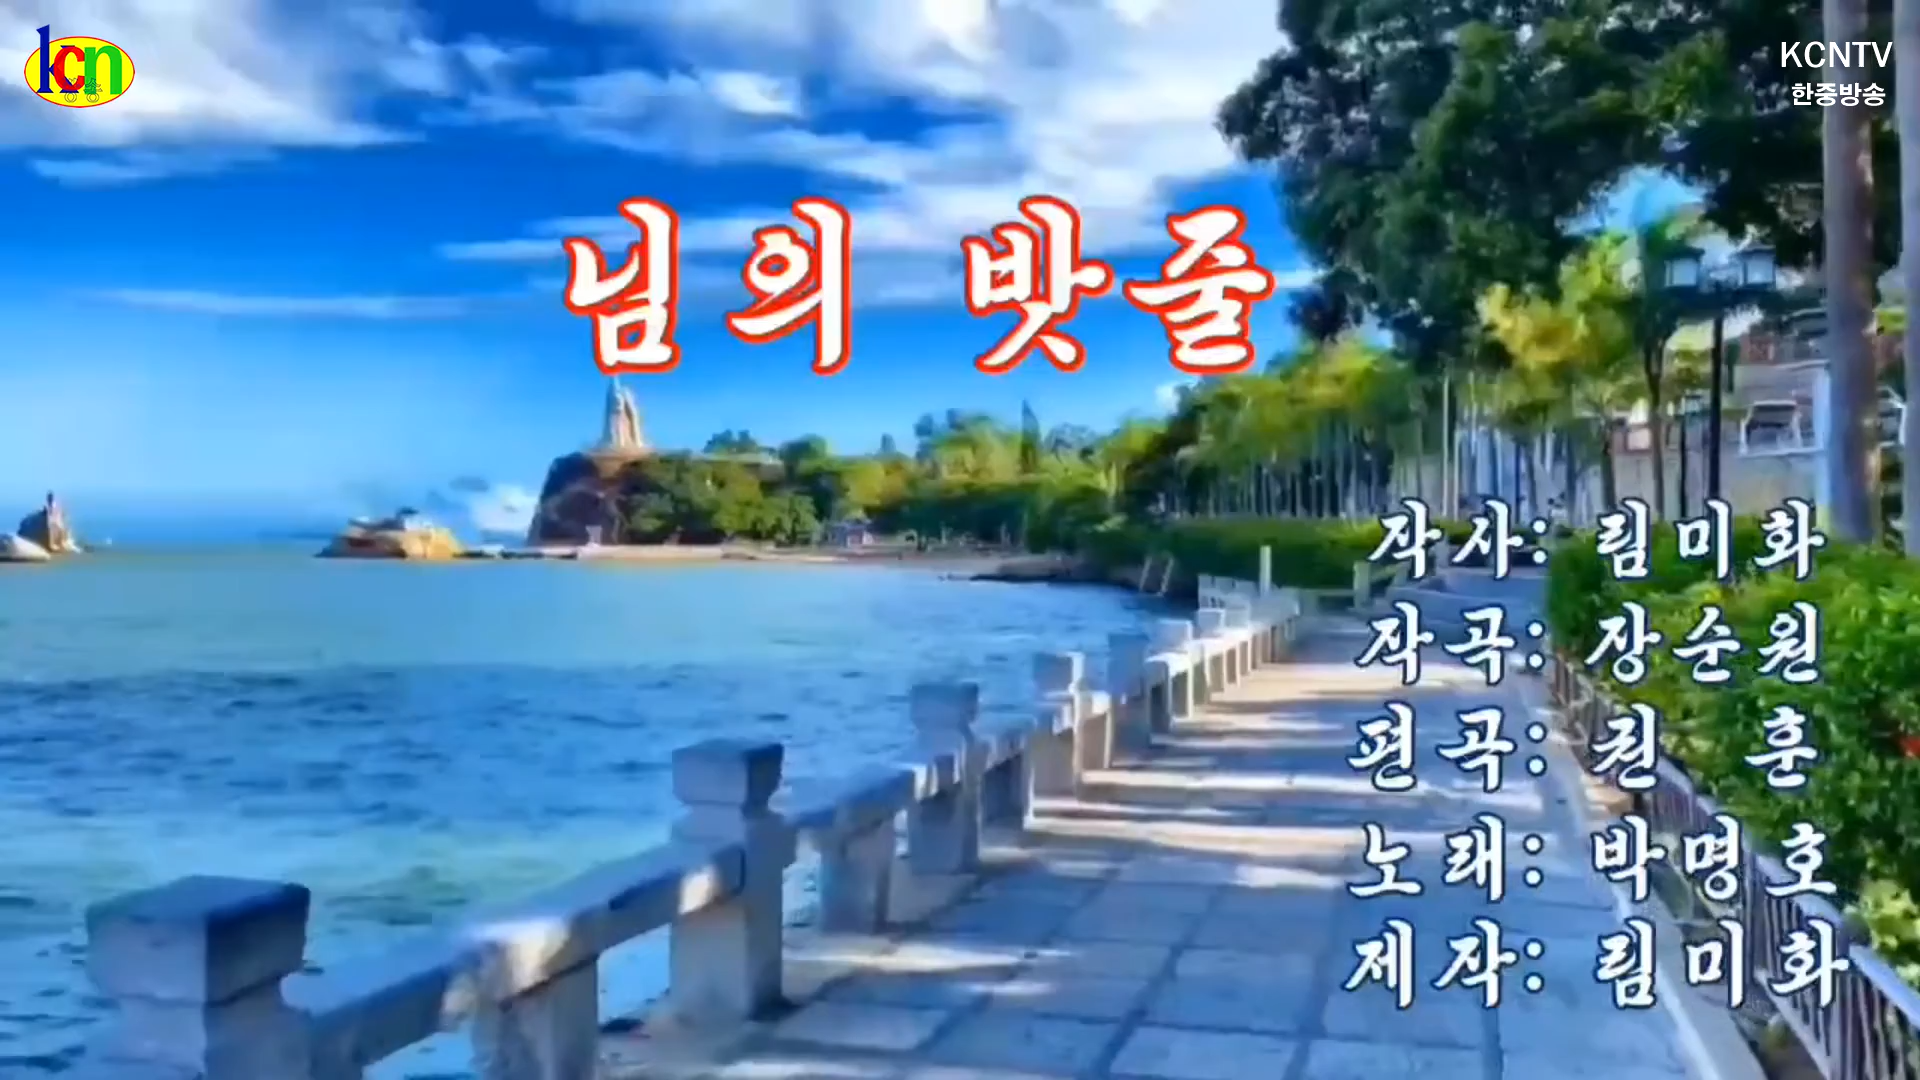 kcn
KCNTV
한중방송
님의 밧줄
작사: 림미화
작곡: 장순원
편곡: 권 훈
노래: 박명호
제작: 림미화